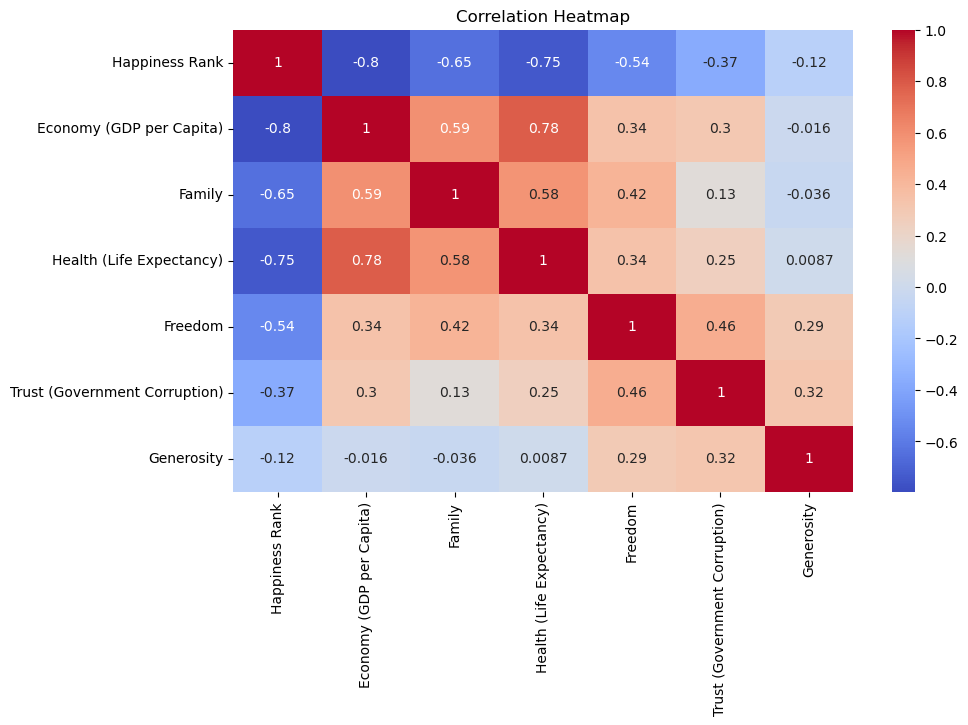 Correlation Heatmap
Happiness Rank 1 -0.8 -0.65 -0.75 -0.54 -0.37 -0.12
Economy (GDP per Capita) -0.8 1 0.59 0.78 0.34 0.3 -0.016
Family -0.65 0.59 1 0.58 0.42 0.13 -0.036
Health (Life Expectancy) -0.75 0.78 0.58 1 0.34 0.25 0.0087
Freedom -0.54 0.34 0.42 0.34 1 0.46 0.29
Trust (Government Corruption) -0.37 0.3 0.13 0.25 0.46 1 0.32
Generosity -0.12 -0.016 -0.036 0.0087 0.29 0.32 1
Happiness Rank
Economy (GDP per Capita)
Family
Health (Life Expectancy)
Freedom
Trust (Government Corruption)
Generosity
1.0
0.8
0.6
0.4
0.2
0.0
−0.2
−0.4
−0.6